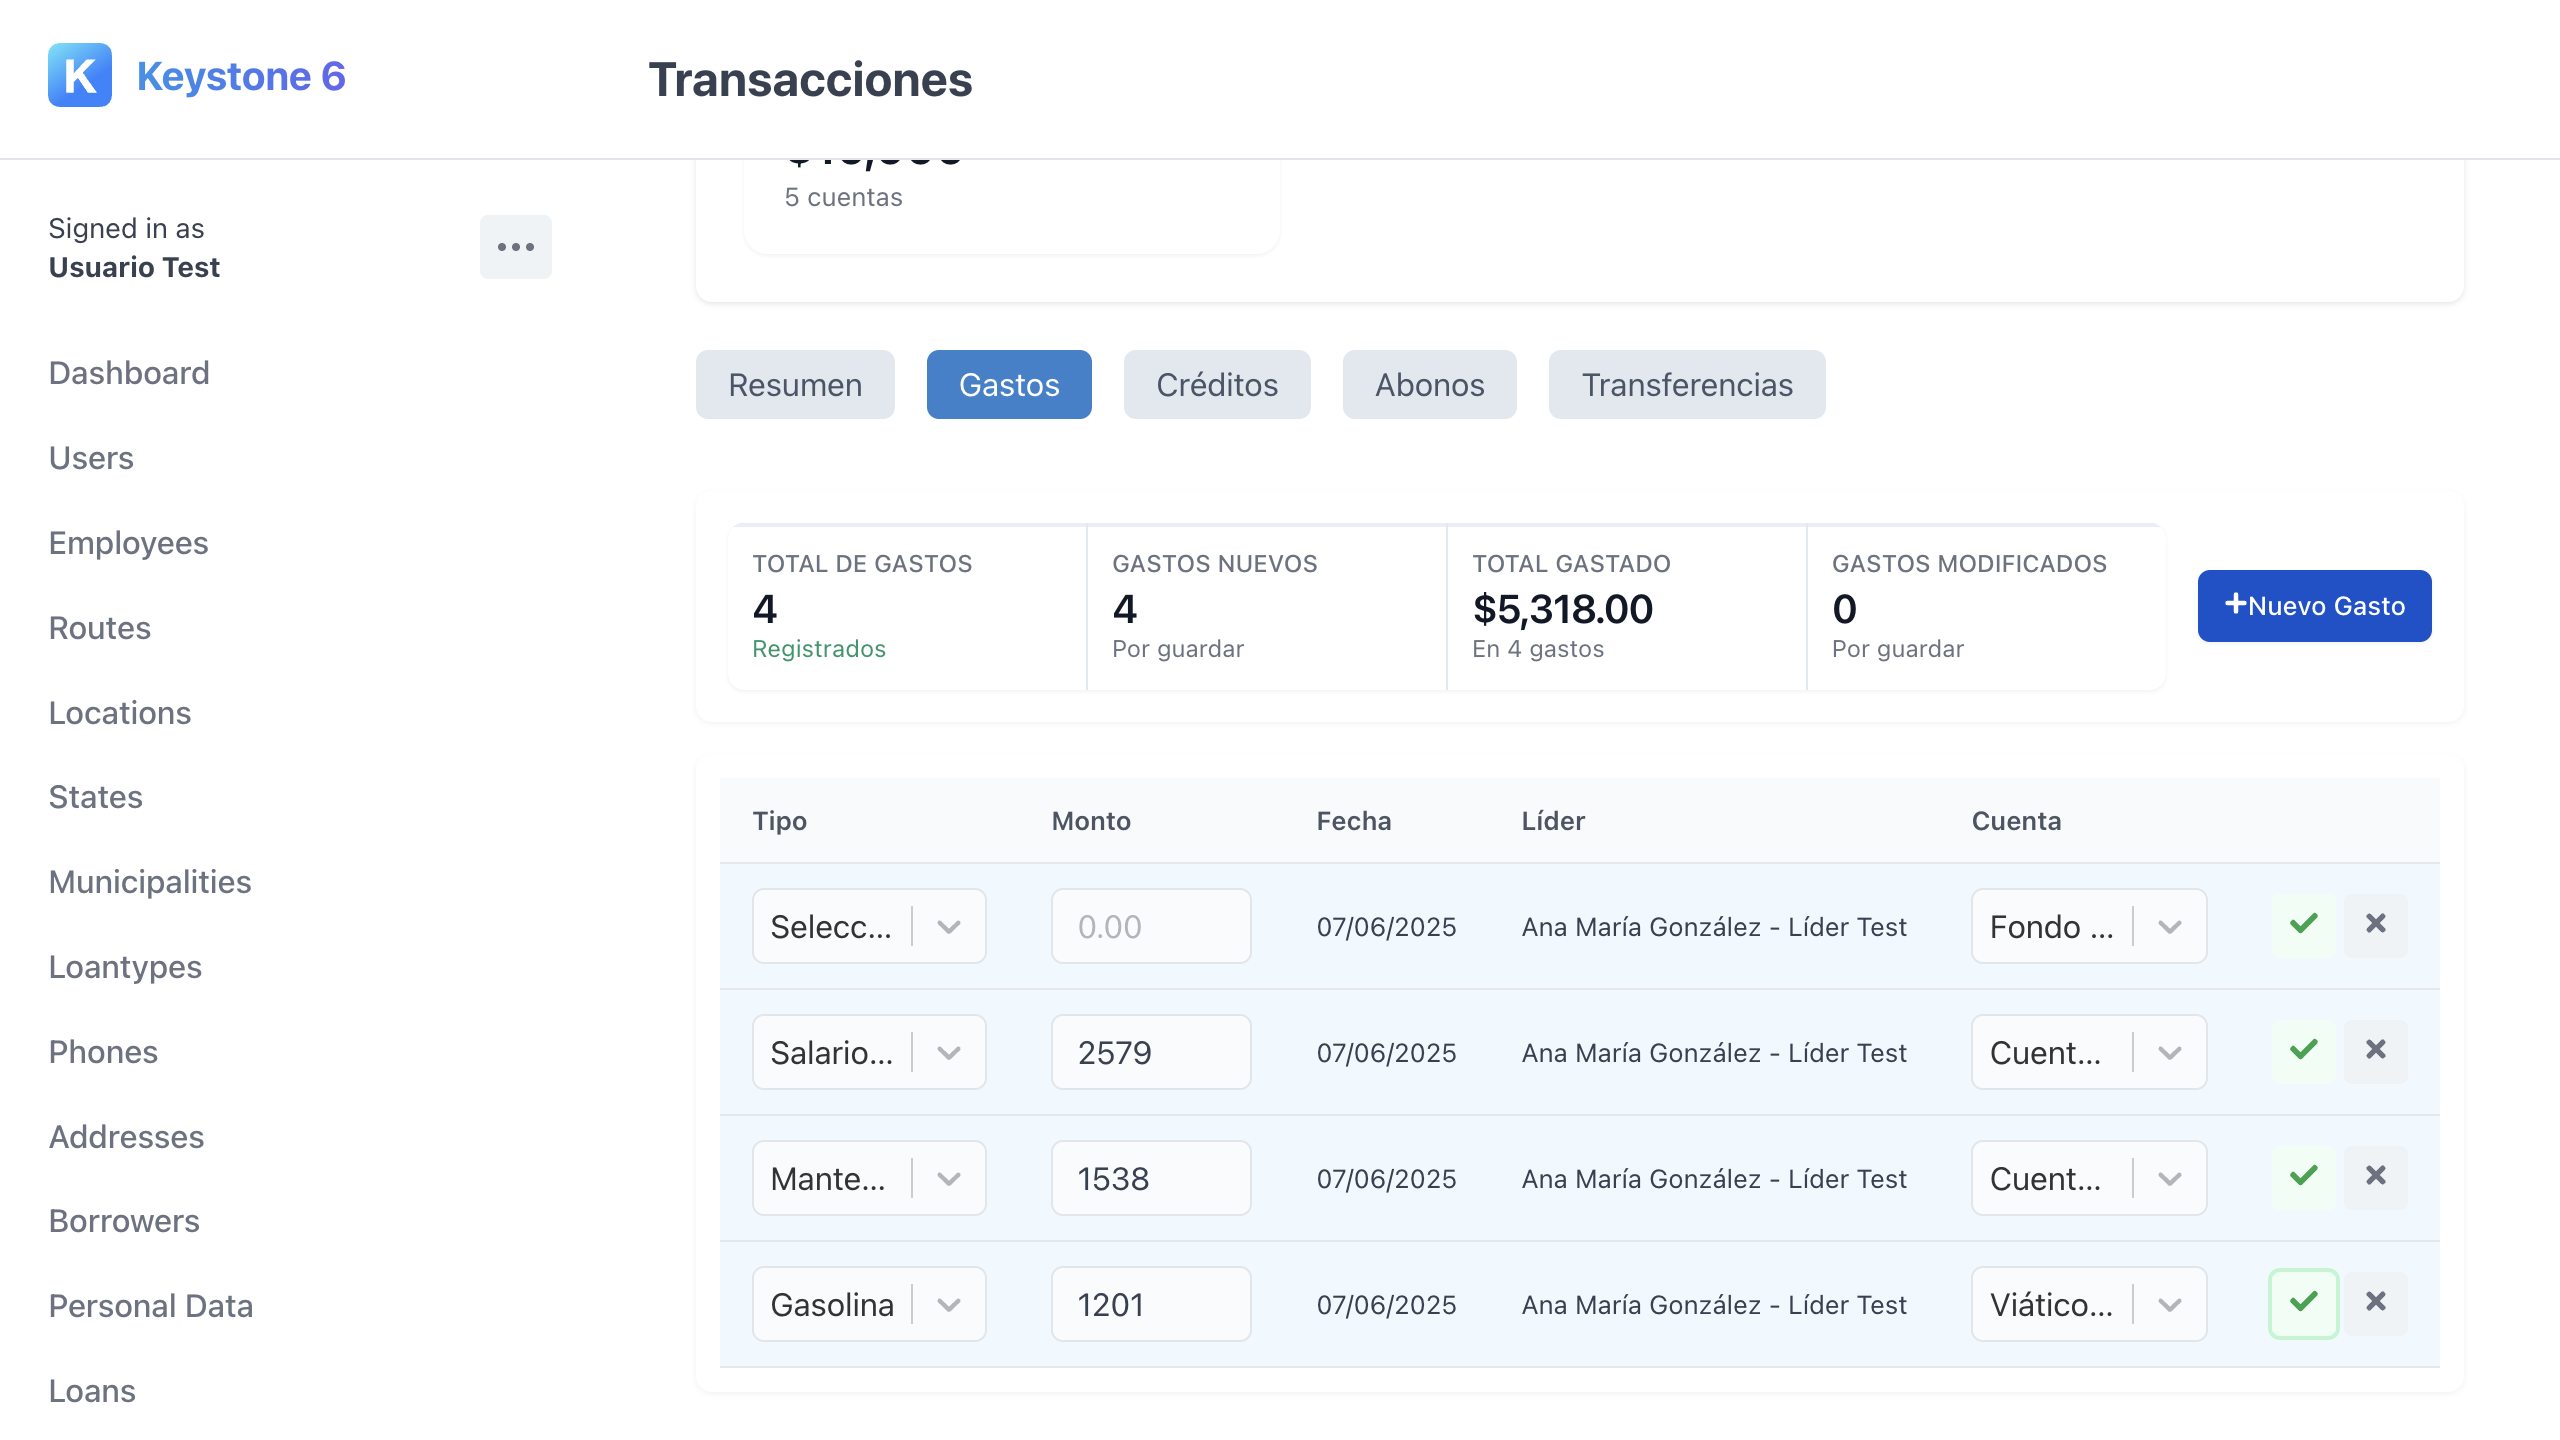 K Keystone 6
Transacciones
5 cuentas
Signed in as
Usuario Test
Dashboard
Users
Employees
Routes
Locations
States
Municipalities
Loantypes
Phones
Addresses
Borrowers
Personal Data
Loans
Resumen Gastos Créditos Abonos Transferencias
TOTAL DE GASTOS
4
Registrados
GASTOS NUEVOS
4
Por guardar
TOTAL GASTADO
$5,318.00
En 4 gastos
GASTOS MODIFICADOS
0
Por guardar
+Nuevo Gasto
Tipo Monto Fecha Líder Cuenta
Selecc... 0.00 07/06/2025 Ana María González - Líder Test Fondo ...
Salario... 2579 07/06/2025 Ana María González - Líder Test Cuent...
Mante... 1538 07/06/2025 Ana María González - Líder Test Cuent...
Gasolina 1201 07/06/2025 Ana María González - Líder Test Viático...